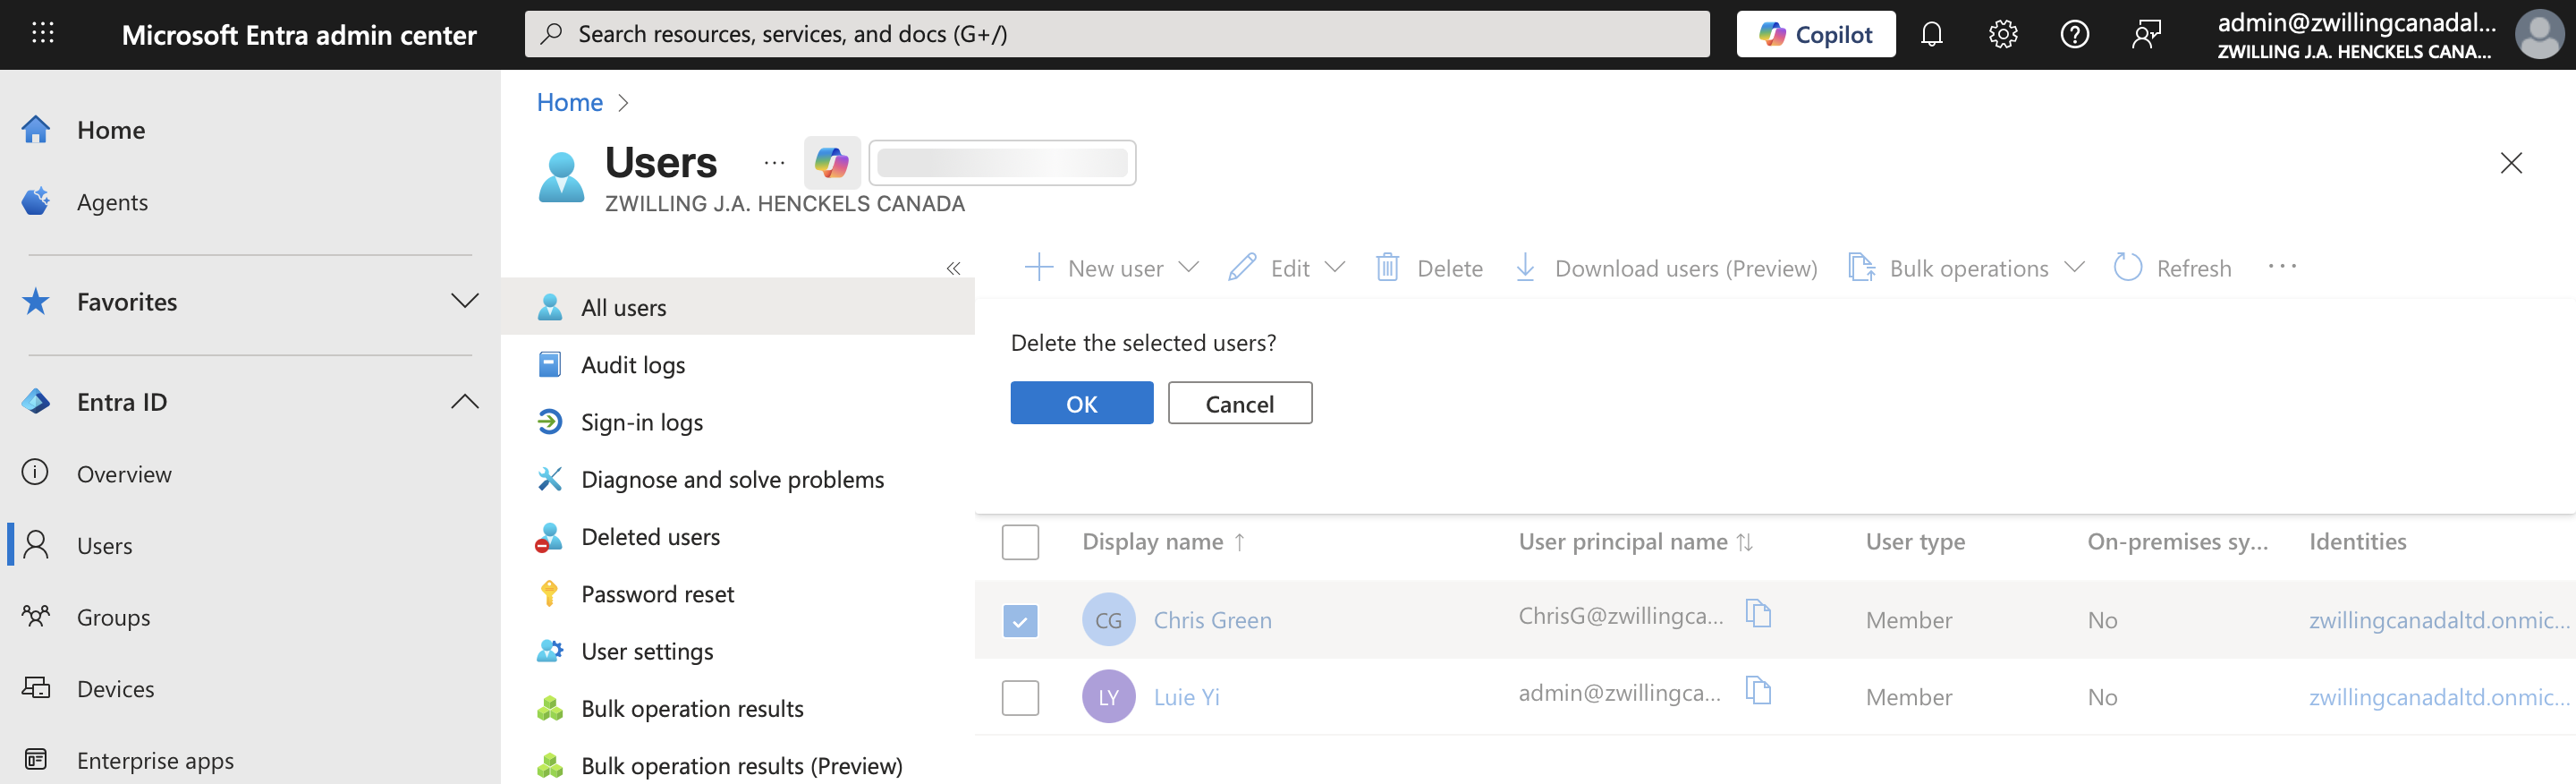 Microsoft Entra admin center
Search resources, services, and docs (G+/)
Copilot
admin@zwillingcanadal...
ZWILLING J.A. HENCKELS CANA...
Home
Agents
Favorites
Entra ID
Overview
Users
Groups
Devices
Enterprise apps
Home
Users
...
ZWILLING J.A. HENCKELS CANADA
All users
Audit logs
Sign-in logs
Diagnose and solve problems
Deleted users
Password reset
User settings
Bulk operation results
Bulk operation results (Preview)
New user
Edit
Delete
Download users (Preview)
Bulk operations
Refresh
...
Delete the selected users?
OK
Cancel
Display name ↑ User principal name ↑↓ User type On-premises sy... Identities
CG Chris Green ChrisG@zwillingca... Member No zwillingcanadaltd.onmic...
LY Luie Yi admin@zwillingca... Member No zwillingcanadaltd.onmic...